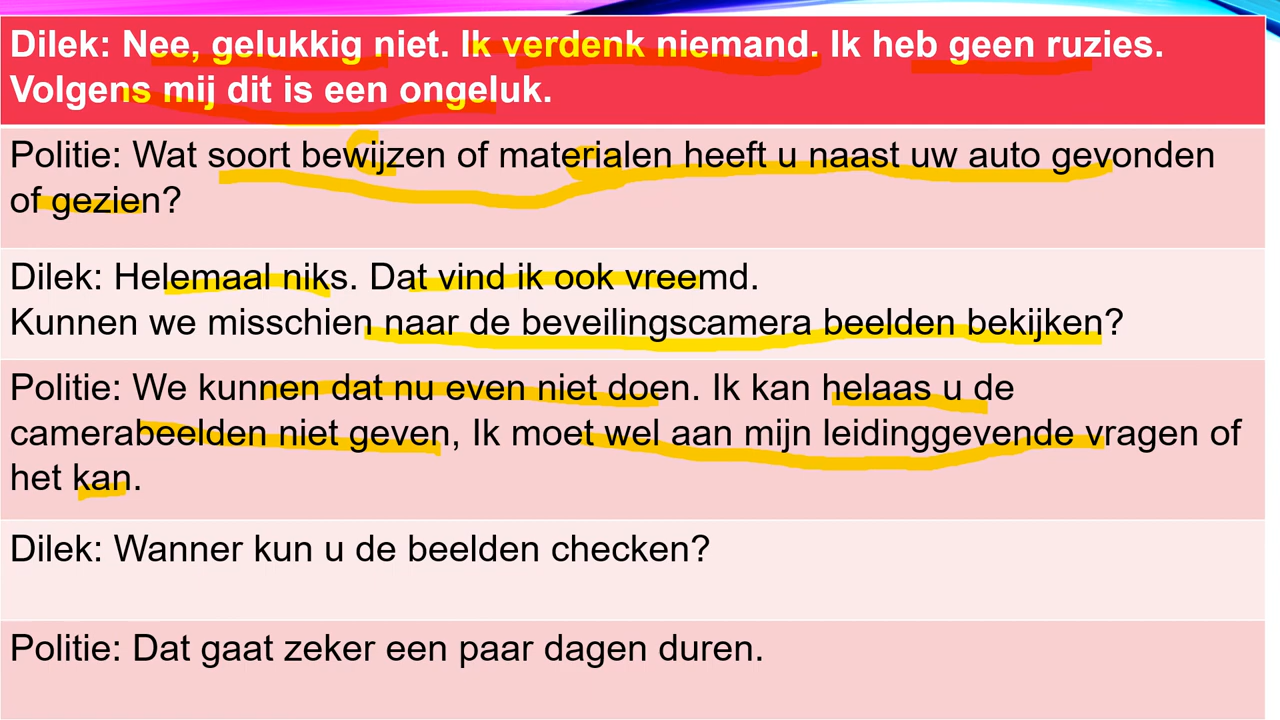 Dilek: Nee, gelukkig niet. Ik verdenk niemand. Ik heb geen ruzies.
Volgens mij dit is een ongeluk.
Politie: Wat soort bewijzen of materialen heeft u naast uw auto gevonden
of gezien?
Dilek: Helemaal niks. Dat vind ik ook vreemd.
Kunnen we misschien naar de beveilingscamera beelden bekijken?
Politie: We kunnen dat nu even niet doen. Ik kan helaas u de
camerabeelden niet geven, Ik moet wel aan mijn leidinggevende vragen of
het kan.
Dilek: Wanner kun u de beelden checken?
Politie: Dat gaat zeker een paar dagen duren.